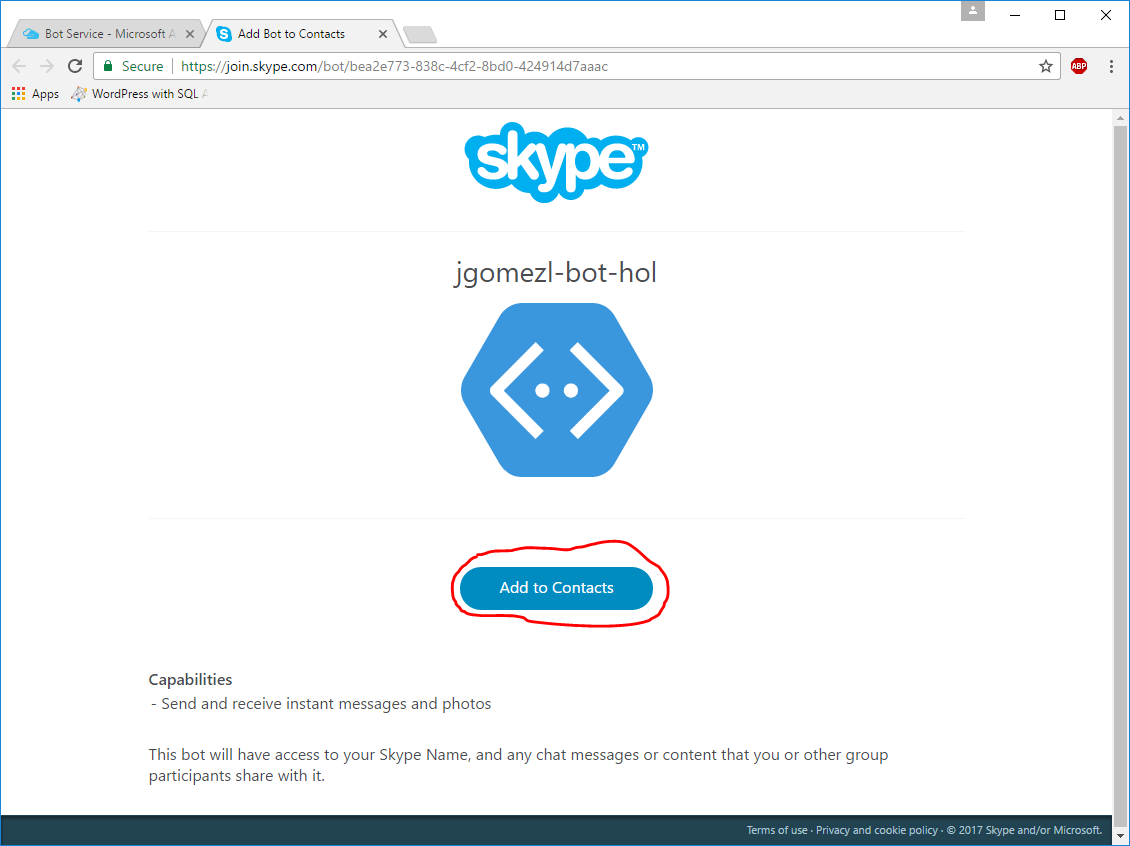 Bot Service - Microsoft A
Add Bot to Contacts
Secure
https://join.skype.com/bot/bea2e773-838c-4cf2-8bd0-424914d7aaac
ABP
Apps
WordPress with SQL A
skype™
jgomezl-bot-hol
Add to Contacts
Capabilities
- Send and receive instant messages and photos
This bot will have access to your Skype Name, and any chat messages or content that you or other group
participants share with it.
Terms of use · Privacy and cookie policy · © 2017 Skype and/or Microsoft.